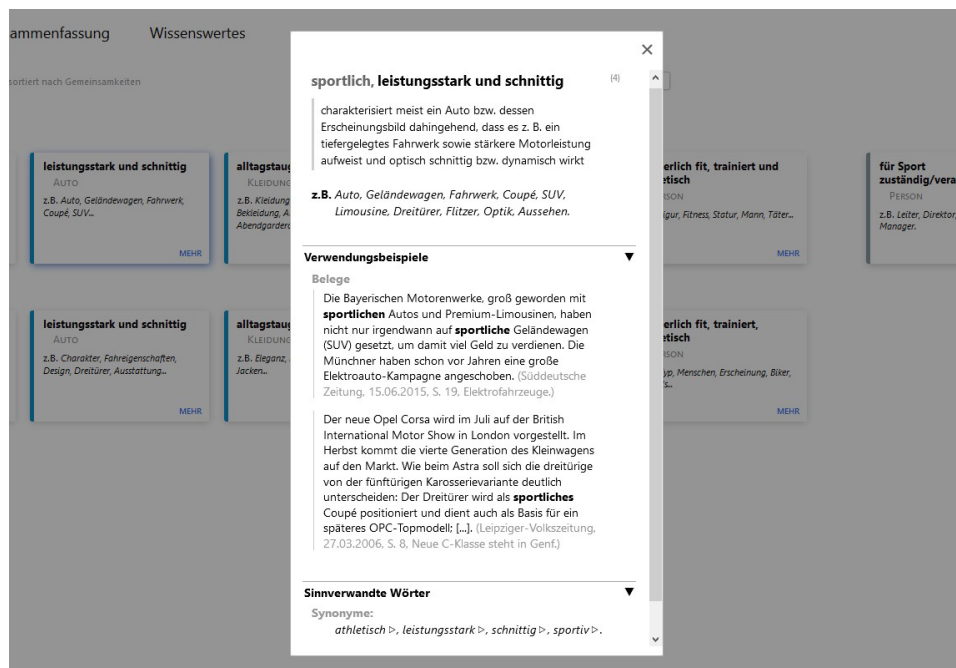 ammenfassung Wissenswertes
sortiert nach Gemeinsamkeiten
sportlich, leistungsstark und schnittig (4)
charakterisiert meist ein Auto bzw. dessen
Erscheinungsbild dahingehend, dass es z. B. ein
tiefergelegtes Fahrwerk sowie stärkere Motorleistung
aufweist und optisch schnittig bzw. dynamisch wirkt
z.B. Auto, Geländewagen, Fahrwerk, Coupé, SUV,
Limousine, Dreitürer, Flitzer, Optik, Aussehen.
Verwendungsbeispiele
Belege
Die Bayerischen Motorenwerke, groß geworden mit
sportlichen Autos und Premium-Limousinen, haben
nicht nur irgendwann auf sportliche Geländewagen
(SUV) gesetzt, um damit viel Geld zu verdienen. Die
Münchner haben schon vor Jahren eine große
Elektroauto-Kampagne angeschoben. (Süddeutsche
Zeitung, 15.06.2015, S. 19, Elektrofahrzeuge.)
Der neue Opel Corsa wird im Juli auf der British
International Motor Show in London vorgestellt. Im
Herbst kommt die vierte Generation des Kleinwagens
auf den Markt. Wie beim Astra soll sich die dreitürige
von der fünftürigen Karosserievariante deutlich
unterscheiden: Der Dreitürer wird als sportliches
Coupé positioniert und dient auch als Basis für ein
späteres OPC-Topmodell; [...]. (Leipziger-Volkszeitung,
27.03.2006, S. 8, Neue C-Klasse steht in Genf.)
Sinnverwandte Wörter
Synonyme:
athletisch ▷, leistungsstark ▷, schnittig ▷, sportiv ▷.
leistungsstark und schnittig
AUTO
z.B. Auto, Geländewagen, Fahrwerk,
Coupé, SUV...
MEHR
alltagstaug
KLEIDUNG
z.B. Kleidung
Bekleidung, A
Abendgardero
erlich fit, trainiert und
etisch
RSON
igur, Fitness, Statur, Mann, Täter...
MEHR
für Sport
zuständig/vera
PERSON
z.B. Leiter, Direktor,
Manager.
leistungsstark und schnittig
AUTO
z.B. Charakter, Fahreigenschaften,
Design, Dreitürer, Ausstattung...
MEHR
alltagstaug
KLEIDUNG
z.B. Eleganz,
Jacken...
erlich fit, trainiert,
etisch
RSON
yp, Menschen, Erscheinung, Biker,
MEHR